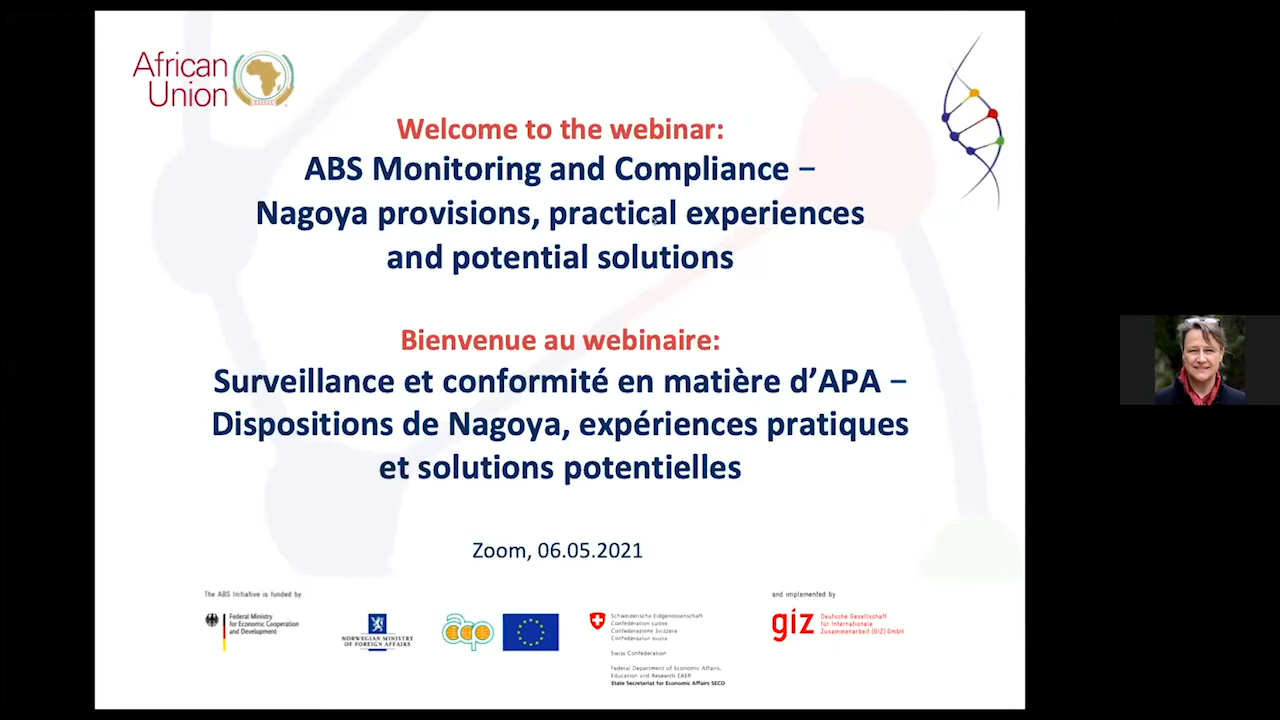 African
Union
Welcome to the webinar:
ABS Monitoring and Compliance –
Nagoya provisions, practical experiences
and potential solutions
Bienvenue au webinaire:
Surveillance et conformité en matière d’APA –
Dispositions de Nagoya, expériences pratiques
et solutions potentielles
Zoom, 06.05.2021
The ABS Initiative is funded by
Federal Ministry
for Economic Cooperation
and Development
NORWEGIAN MINISTRY
OF FOREIGN AFFAIRS
acp
Schweizerische Eidgenossenschaft
Confédération suisse
Confederazione Svizzera
Confederaziun svizra
Swiss Confederation
Federal Department of Economic Affairs,
Education and Research EAER
State Secretariat for Economic Affairs SECO
and implemented by
giz
Deutsche Gesellschaft
für Internationale
Zusammenarbeit (GIZ) GmbH